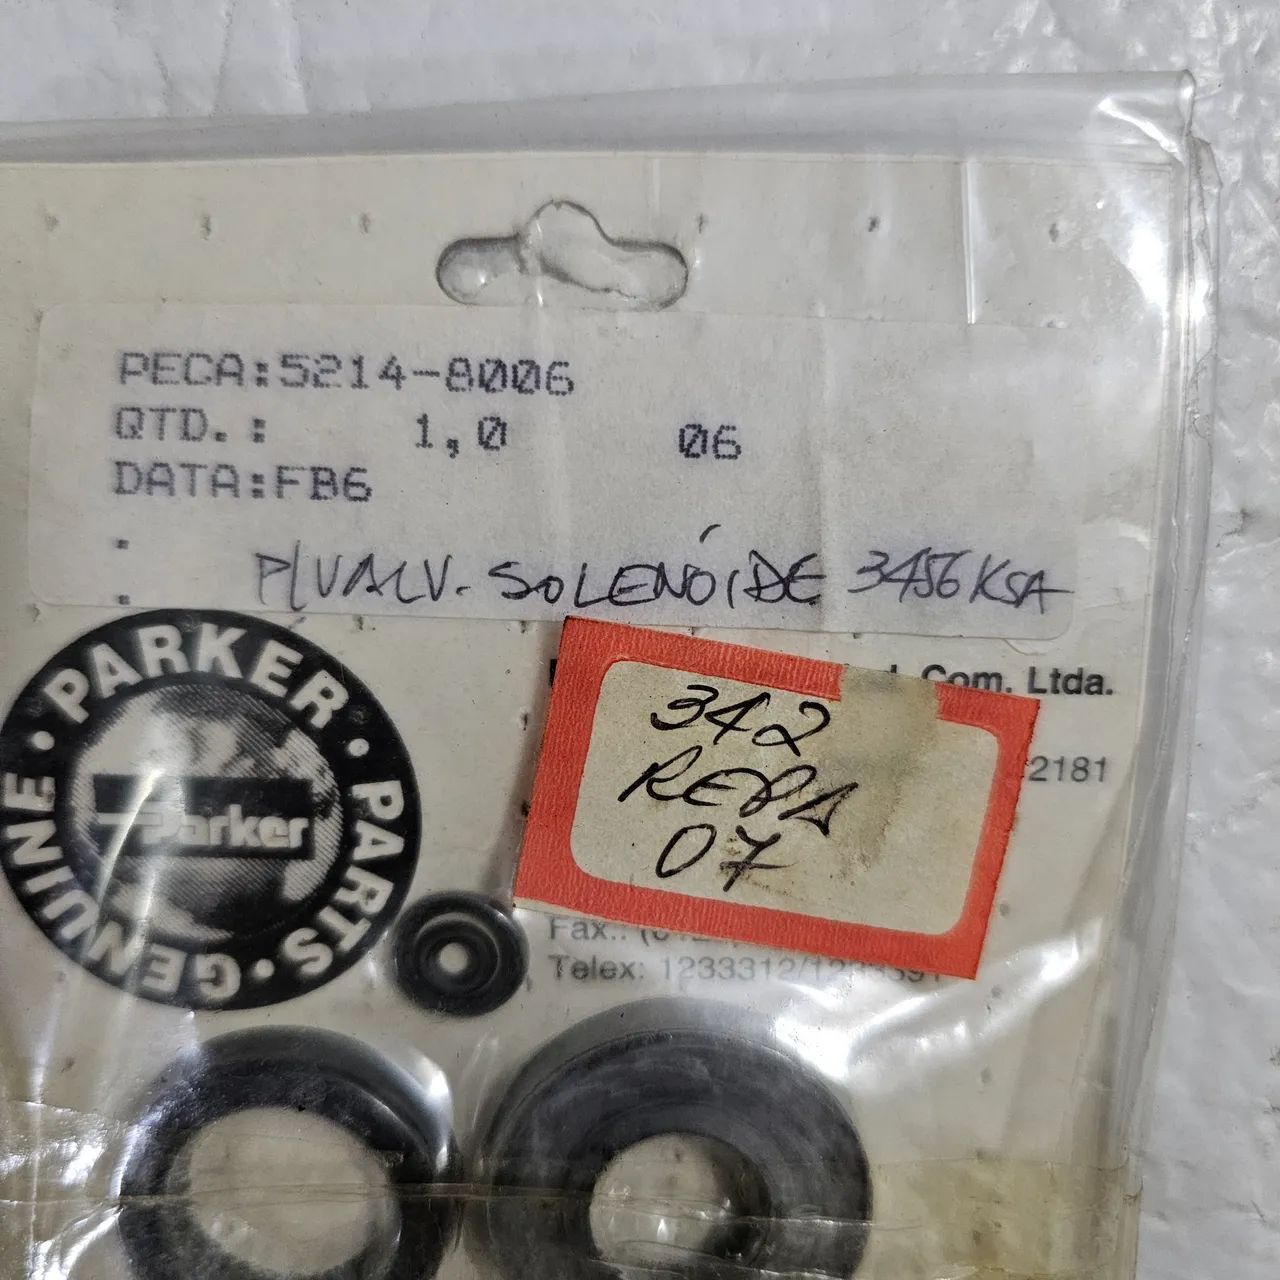 PECA:5214-8006
QTD.: 1,0 06
DATA:FB6
:
:
P/VALV. SOLENÓIDE 3456KSA
GENUINE • PARKER • PARTS •
Parker
Com. Ltda.
342
REPA
07
2181
Fax.:
Telex: